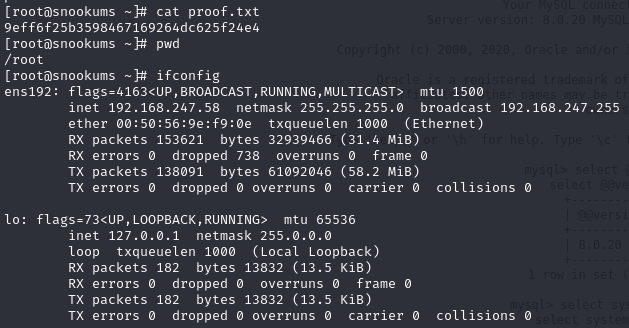 [root@snookums ~]# cat proof.txt
9eff6f25b3598467169264dc625f24e4
[root@snookums ~]# pwd
/root
[root@snookums ~]# ifconfig
ens192: flags=4163<UP,BROADCAST,RUNNING,MULTICAST>  mtu 1500
        inet 192.168.247.58  netmask 255.255.255.0  broadcast 192.168.247.255
        ether 00:50:56:9e:f9:0e  txqueuelen 1000  (Ethernet)
        RX packets 153621  bytes 32939466 (31.4 MiB)
        RX errors 0  dropped 738  overruns 0  frame 0
        TX packets 138091  bytes 61092046 (58.2 MiB)
        TX errors 0  dropped 0 overruns 0  carrier 0  collisions 0

lo: flags=73<UP,LOOPBACK,RUNNING>  mtu 65536
        inet 127.0.0.1  netmask 255.0.0.0
        loop  txqueuelen 1000  (Local Loopback)
        RX packets 182  bytes 13832 (13.5 KiB)
        RX errors 0  dropped 0  overruns 0  frame 0
        TX packets 182  bytes 13832 (13.5 KiB)
        TX errors 0  dropped 0 overruns 0  carrier 0  collisions 0
Your MySQL connec
Server version: 8.0.20 MySQL
Copyright (c) 2000, 2020, Oracle and/or
Oracle is a registered trademark of
names may be tr
or '\h' for help. Type '\c'
mysql> select @
select @@ve
@@versi
8.0.20
1 row in set (
mysql> select sys
select system